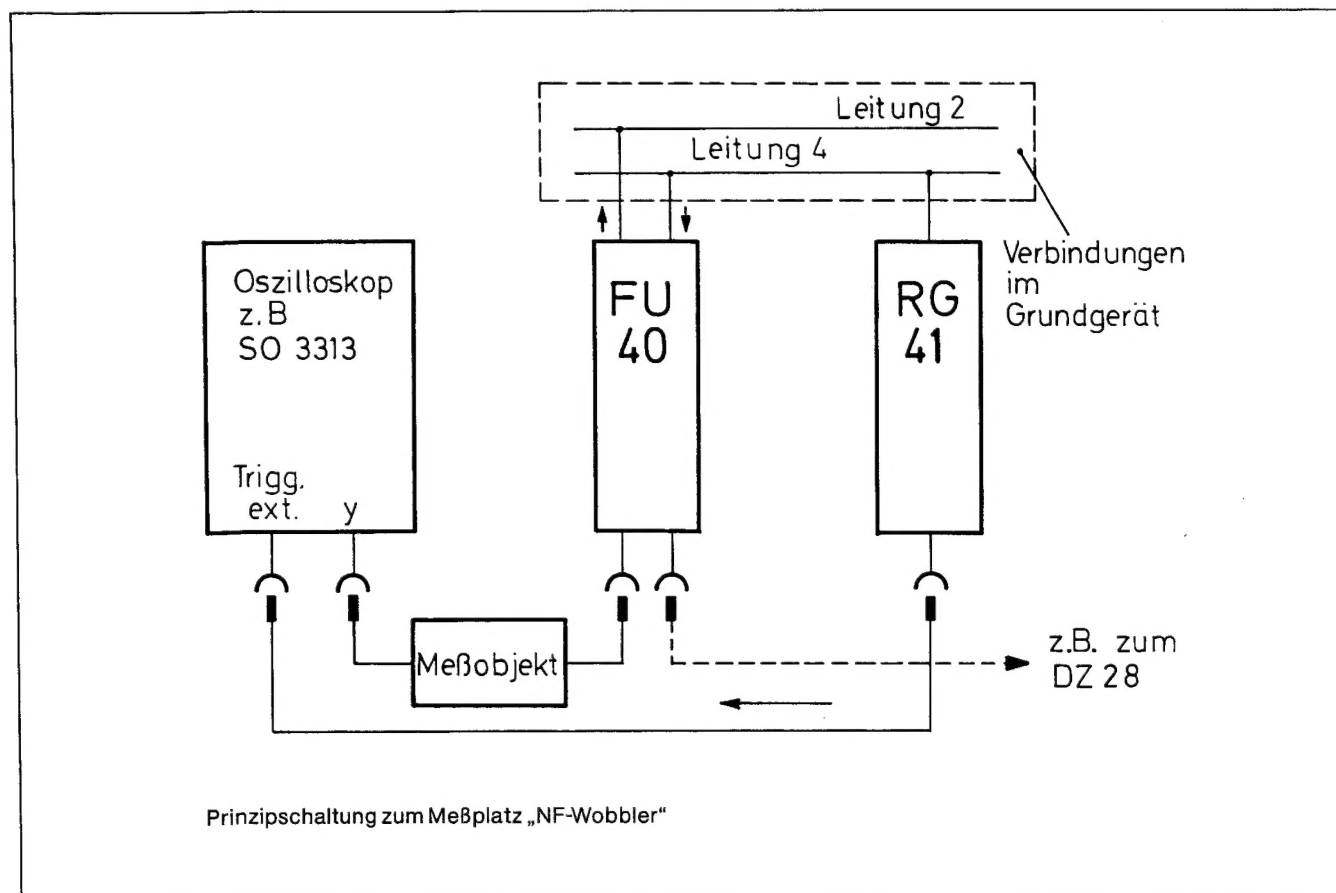 Leitung 2
Leitung 4
Verbindungen
im
Grundgerät
Oszilloskop
z.B
SO 3313
Trigg.
ext. y
FU
40
RG
41
Meßobjekt
z.B. zum
DZ 28
Prinzipschaltung zum Meßplatz „NF-Wobbler“